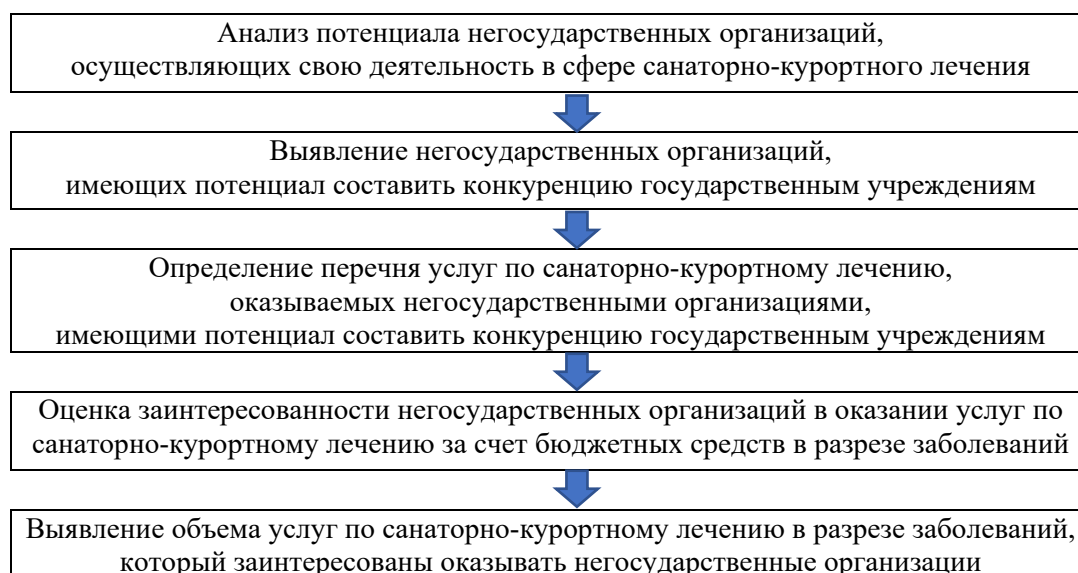 Анализ потенциала негосударственных организаций,
осуществляющих свою деятельность в сфере санаторно-курортного лечения
Выявление негосударственных организаций,
имеющих потенциал составить конкуренцию государственным учреждениям
Определение перечня услуг по санаторно-курортному лечению,
оказываемых негосударственными организациями,
имеющими потенциал составить конкуренцию государственным учреждениям
Оценка заинтересованности негосударственных организаций в оказании услуг по
санаторно-курортному лечению за счет бюджетных средств в разрезе заболеваний
Выявление объема услуг по санаторно-курортному лечению в разрезе заболеваний,
который заинтересованы оказывать негосударственные организации